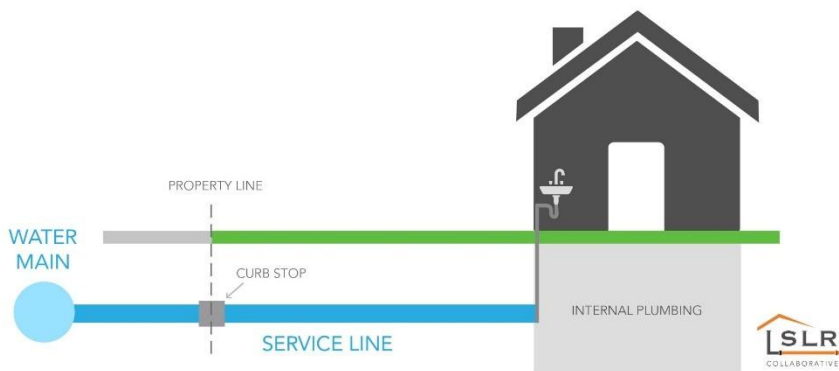 PROPERTY LINE
WATER
MAIN
CURB STOP
SERVICE LINE
INTERNAL PLUMBING
LSLR
COLLABORATIVE